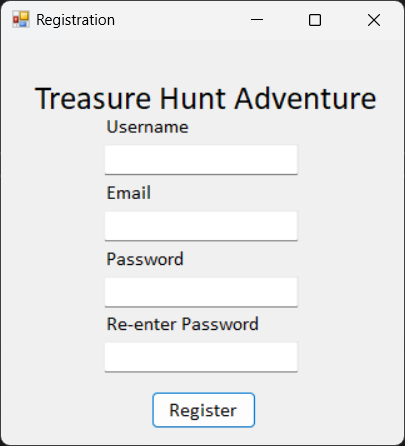 Registration
Treasure Hunt Adventure
Username
Email
Password
Re-enter Password
Register